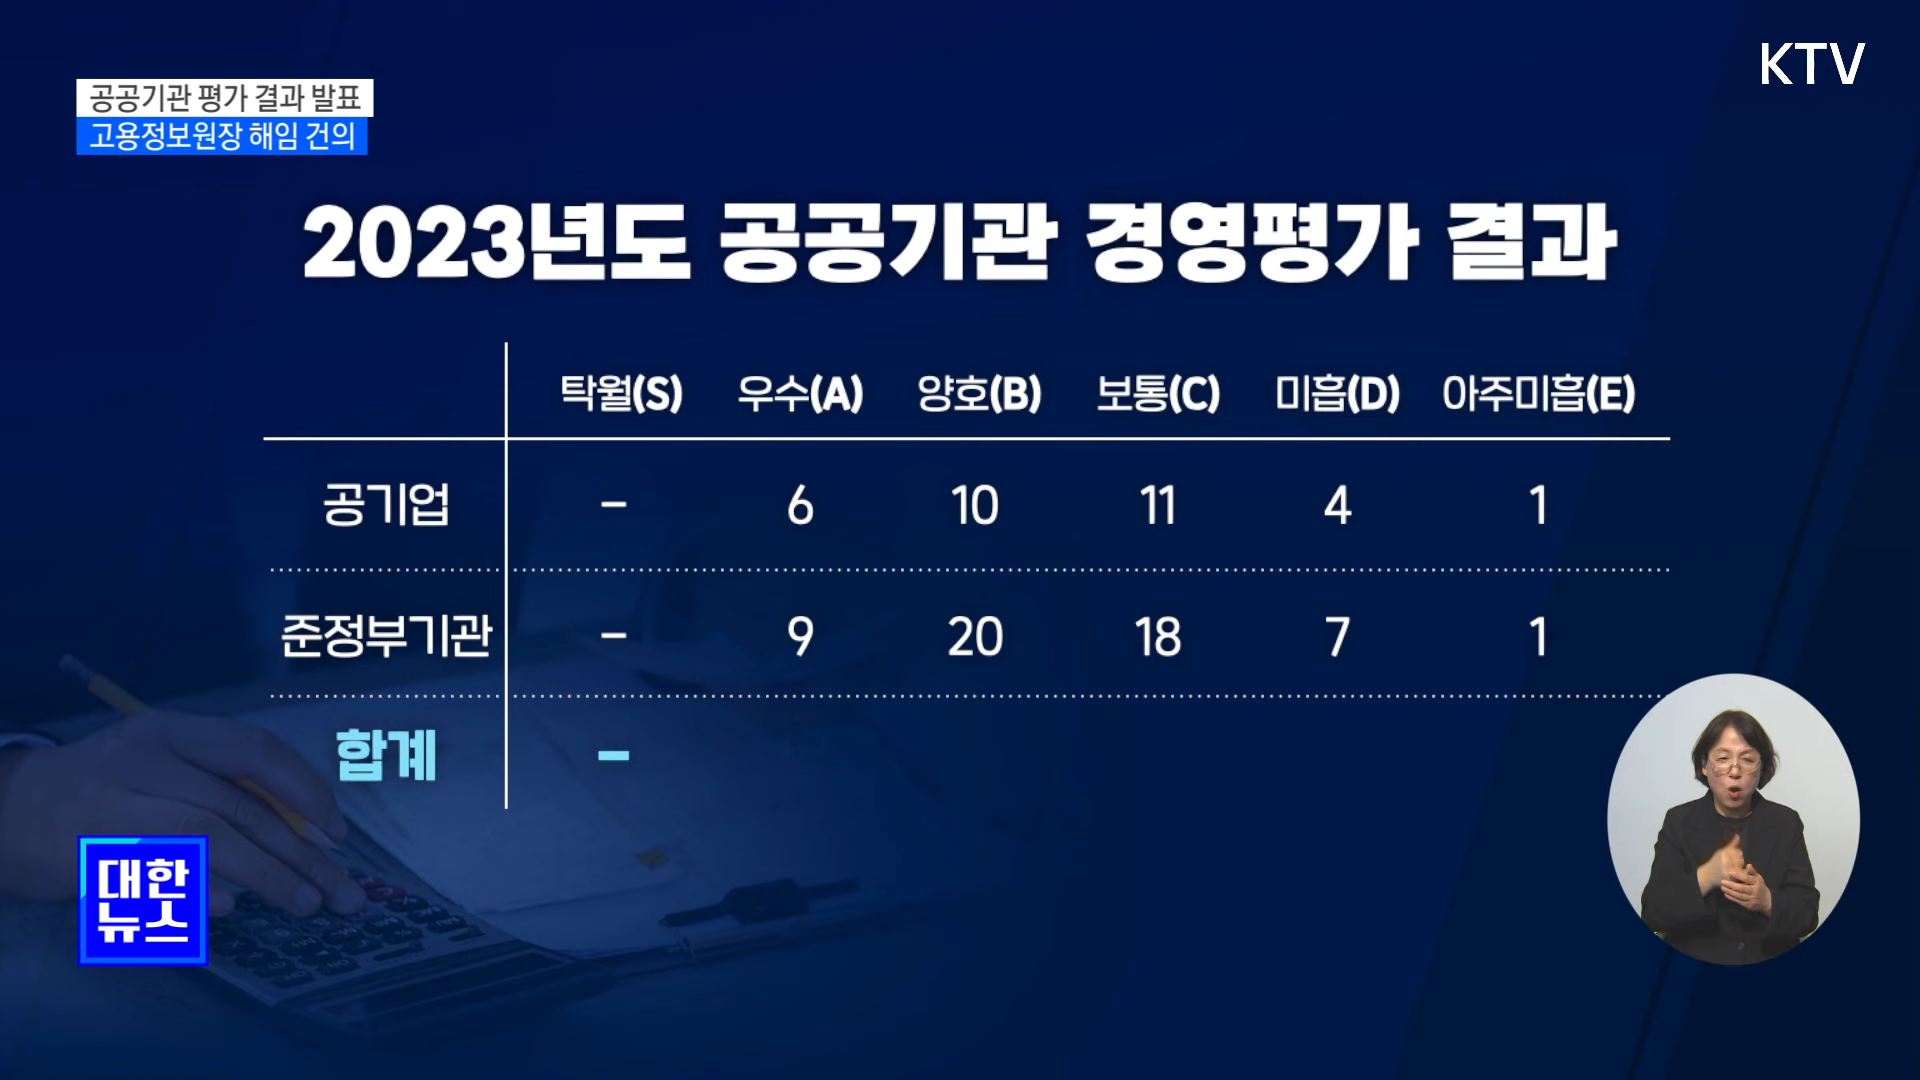 KTV
공공기관 평가 결과 발표
고용정보원장 해임 건의
2023년도 공공기관 경영평가 결과
탁월(S) 우수(A) 양호(B) 보통(C) 미흡(D) 아주미흡(E)
공기업 - 6 10 11 4 1
준정부기관 - 9 20 18 7 1
합계 -
대한
뉴스